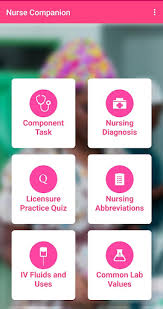 Nurse Companion
Component
Task
Nursing
Diagnosis
Q
Licensure
Practice Quiz
Nursing
Abbreviations
IV Fluids and
Uses
Common Lab
Values